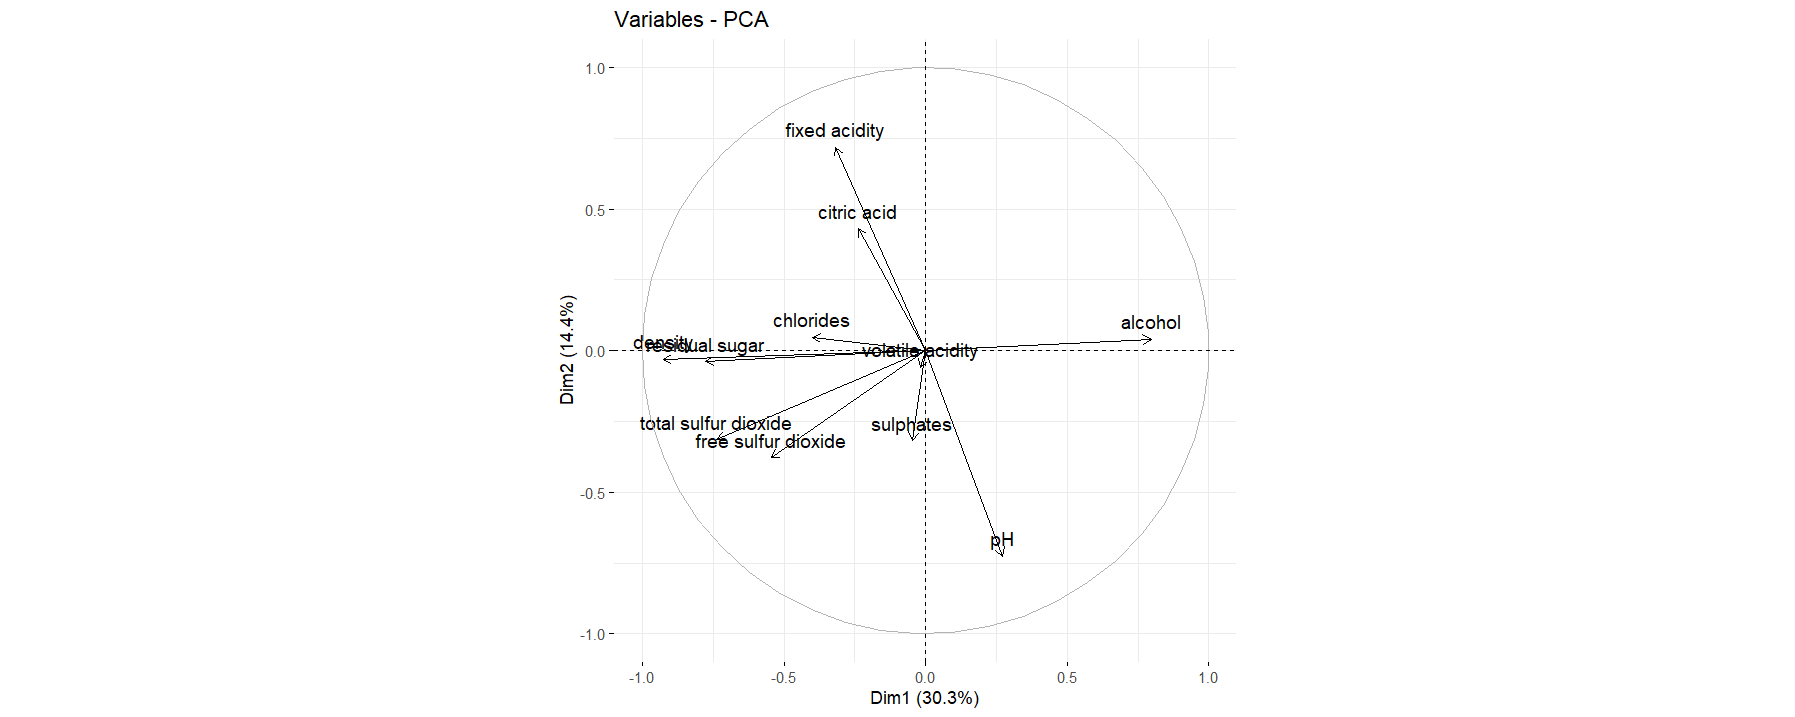 Variables - PCA
1.0
0.5
0.0
-0.5
-1.0
Dim2 (14.4%)
fixed acidity
citric acid
chlorides
alcohol
density
residual sugar
volatile acidity
total sulfur dioxide
free sulfur dioxide
sulphates
pH
-1.0
-0.5
0.0
0.5
1.0
Dim1 (30.3%)